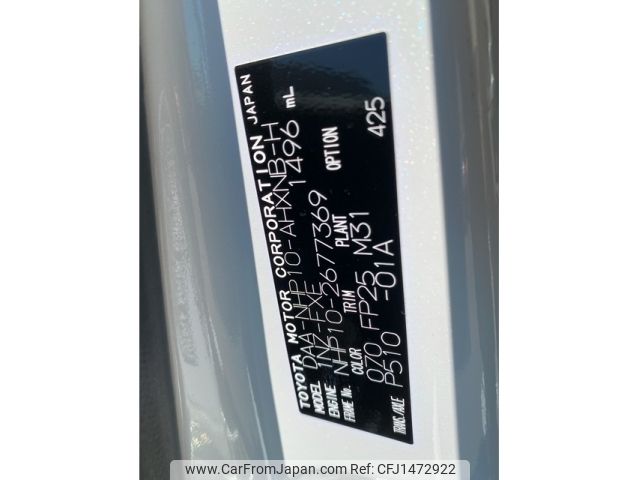 TOYOTA MOTOR CORPORATION JAPAN
MODEL DAA-NHP10-AHXNB-H
ENGINE 1NZ-FXE 1496 mL
FRAME No. NHP10-2677369
COLOR TRIM PLANT OPTION
070 FP25 M31 425
TRANS/AXLE P510 -01A
www.CarFromJapan.com Ref.ID: CFJ1472922